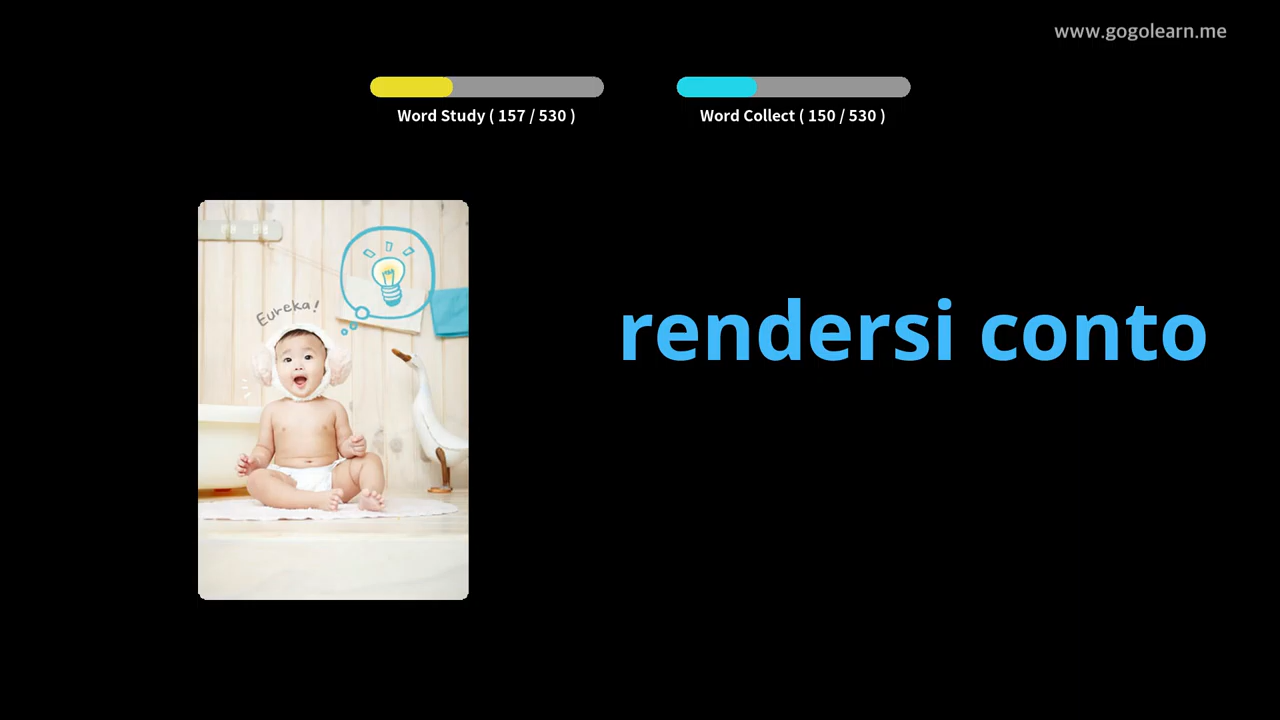 www.gogolearn.me
Word Study ( 157 / 530 )
Word Collect ( 150 / 530 )
Eureka!
rendersi conto